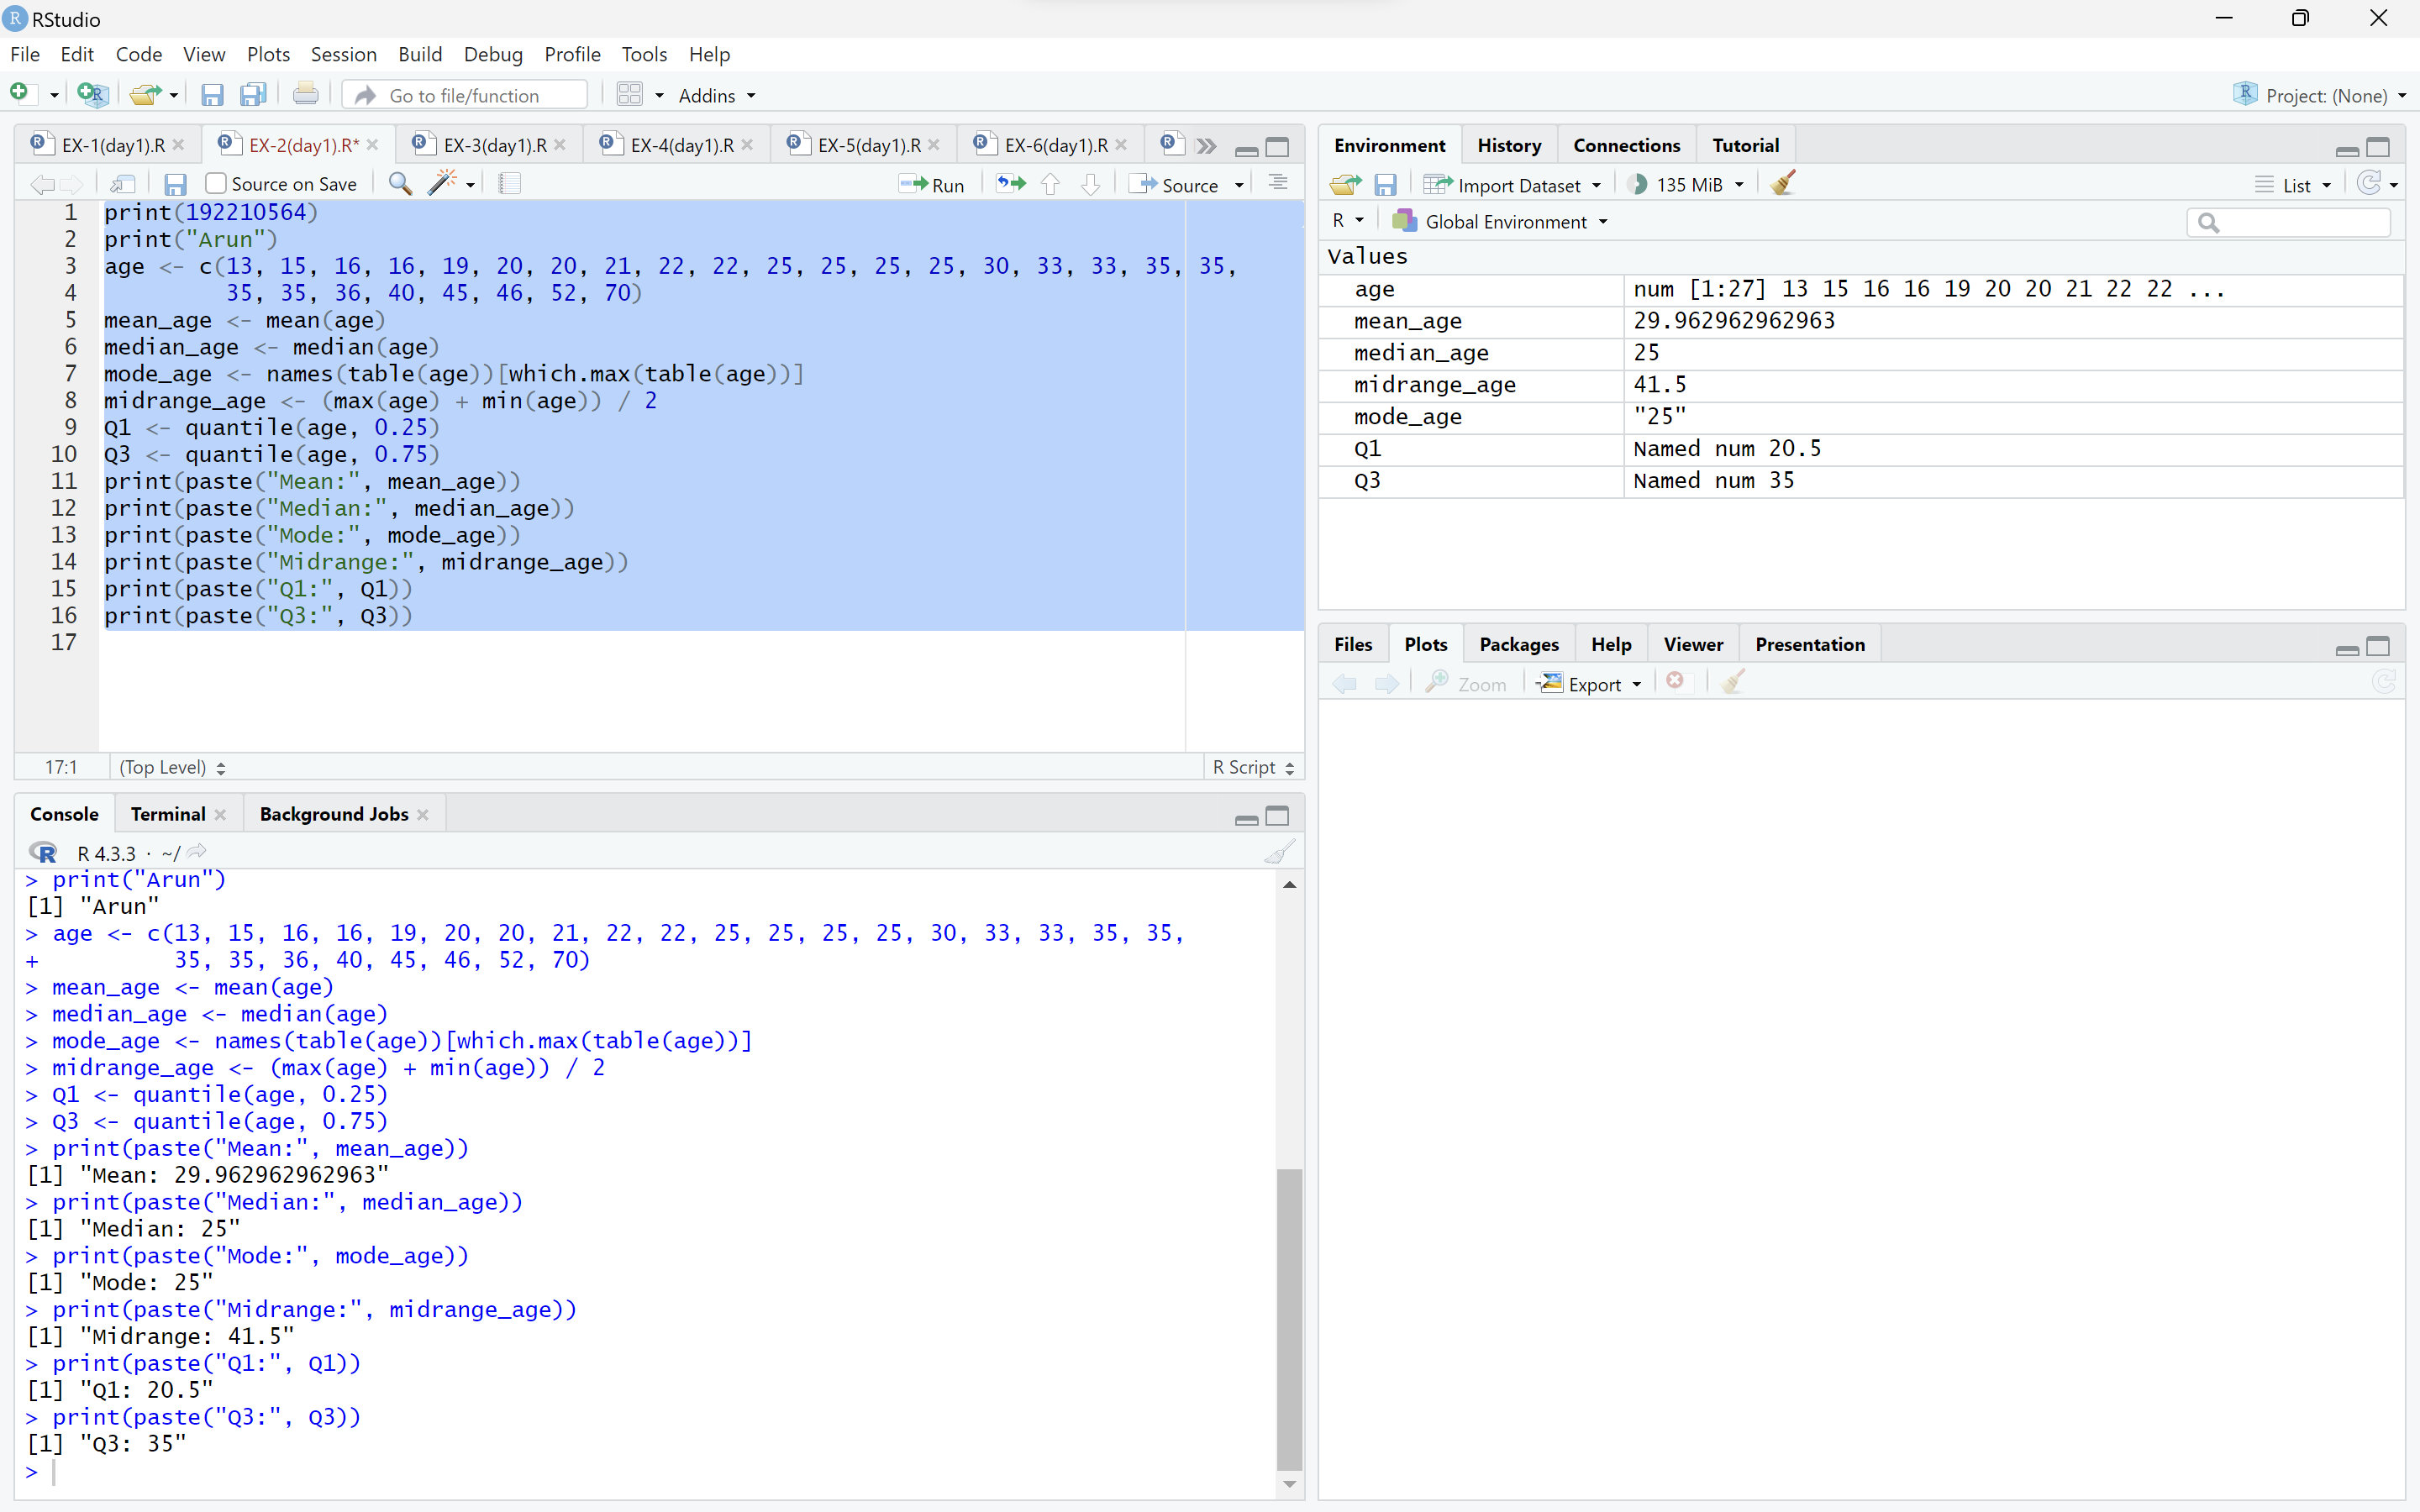 RStudio
File Edit Code View Plots Session Build Debug Profile Tools Help
Go to file/function Addins Project: (None)
EX-1(day1).R EX-2(day1).R* EX-3(day1).R EX-4(day1).R EX-5(day1).R EX-6(day1).R
Source on Save Run Source
1 print(192210564)
2 print("Arun")
3 age <- c(13, 15, 16, 16, 19, 20, 20, 21, 22, 22, 25, 25, 25, 25, 30, 33, 33, 35, 35,
4 35, 35, 36, 40, 45, 46, 52, 70)
5 mean_age <- mean(age)
6 median_age <- median(age)
7 mode_age <- names(table(age))[which.max(table(age))]
8 midrange_age <- (max(age) + min(age)) / 2
9 Q1 <- quantile(age, 0.25)
10 Q3 <- quantile(age, 0.75)
11 print(paste("Mean:", mean_age))
12 print(paste("Median:", median_age))
13 print(paste("Mode:", mode_age))
14 print(paste("Midrange:", midrange_age))
15 print(paste("Q1:", Q1))
16 print(paste("Q3:", Q3))
17
17:1 (Top Level) R Script
Console Terminal Background Jobs
R 4.3.3 · ~/
> print("Arun")
[1] "Arun"
> age <- c(13, 15, 16, 16, 19, 20, 20, 21, 22, 22, 25, 25, 25, 25, 30, 33, 33, 35, 35,
+ 35, 35, 36, 40, 45, 46, 52, 70)
> mean_age <- mean(age)
> median_age <- median(age)
> mode_age <- names(table(age))[which.max(table(age))]
> midrange_age <- (max(age) + min(age)) / 2
> Q1 <- quantile(age, 0.25)
> Q3 <- quantile(age, 0.75)
> print(paste("Mean:", mean_age))
[1] "Mean: 29.962962962963"
> print(paste("Median:", median_age))
[1] "Median: 25"
> print(paste("Mode:", mode_age))
[1] "Mode: 25"
> print(paste("Midrange:", midrange_age))
[1] "Midrange: 41.5"
> print(paste("Q1:", Q1))
[1] "Q1: 20.5"
> print(paste("Q3:", Q3))
[1] "Q3: 35"
>
Environment History Connections Tutorial
Import Dataset 135 MiB List
R Global Environment
Values
age num [1:27] 13 15 16 16 19 20 20 21 22 22 ...
mean_age 29.962962962963
median_age 25
midrange_age 41.5
mode_age "25"
Q1 Named num 20.5
Q3 Named num 35
Files Plots Packages Help Viewer Presentation
Zoom Export